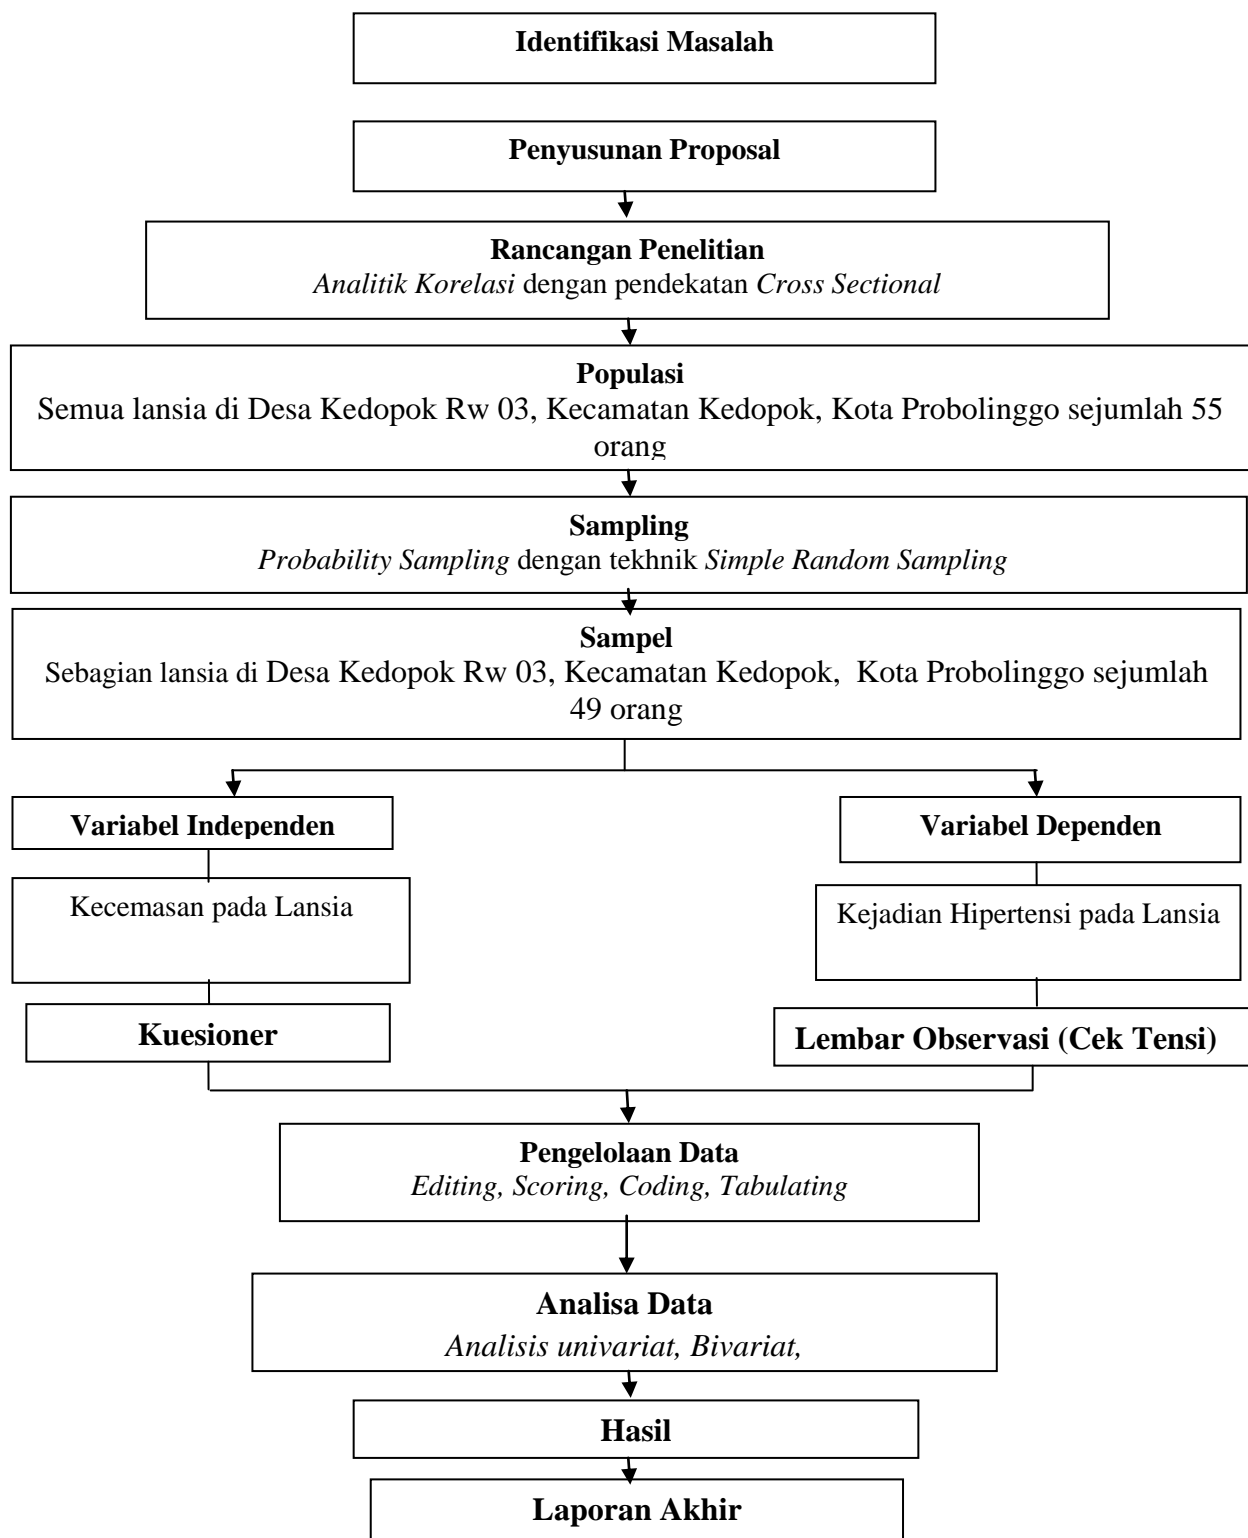 Identifikasi Masalah
Penyusunan Proposal
Rancangan Penelitian
Analitik Korelasi dengan pendekatan Cross Sectional
Populasi
Semua lansia di Desa Kedopok Rw 03, Kecamatan Kedopok, Kota Probolinggo sejumlah 55
orang
Sampling
Probability Sampling dengan tekhnik Simple Random Sampling
Sampel
Sebagian lansia di Desa Kedopok Rw 03, Kecamatan Kedopok, Kota Probolinggo sejumlah
49 orang
Variabel Independen
Variabel Dependen
Kecemasan pada Lansia
Kejadian Hipertensi pada Lansia
Kuesioner
Lembar Observasi (Cek Tensi)
Pengelolaan Data
Editing, Scoring, Coding, Tabulating
Analisa Data
Analisis univariat, Bivariat,
Hasil
Laporan Akhir